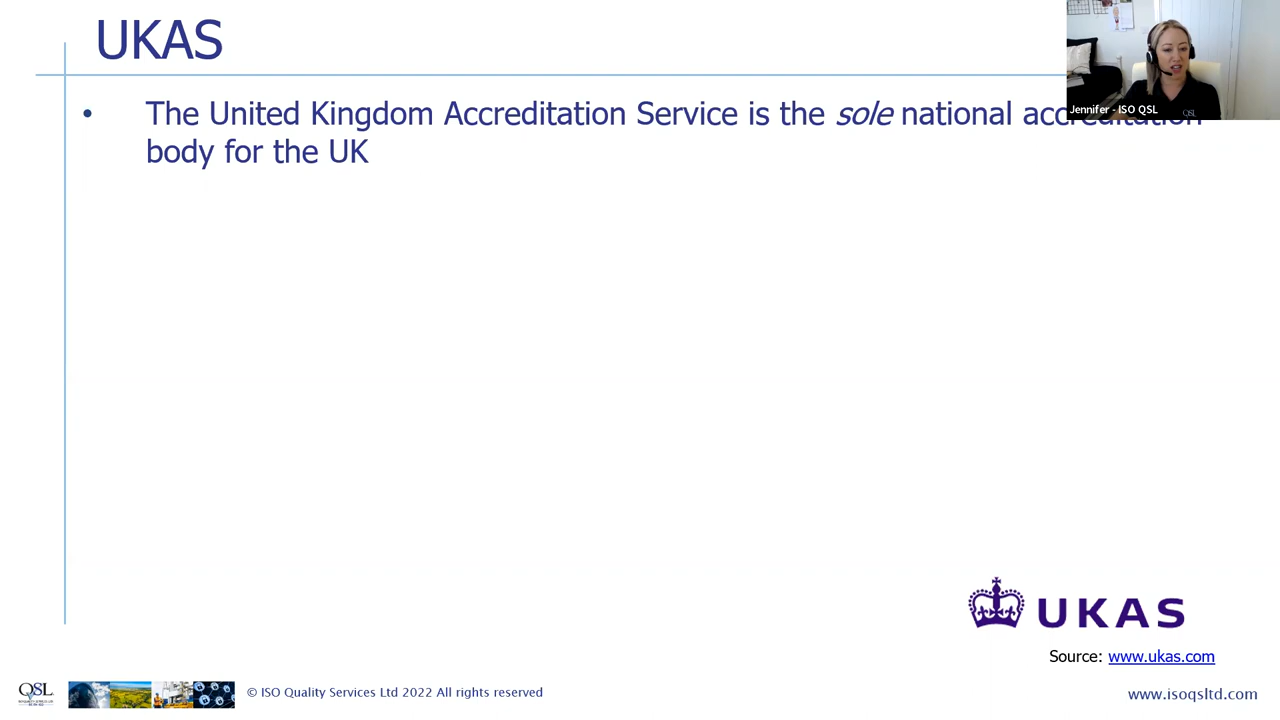 UKAS
Jennifer - ISO QSL
• The United Kingdom Accreditation Service is the sole national accreditation
body for the UK
UKAS
Source: www.ukas.com
QSL
© ISO Quality Services Ltd 2022 All rights reserved
www.isoqsltd.com